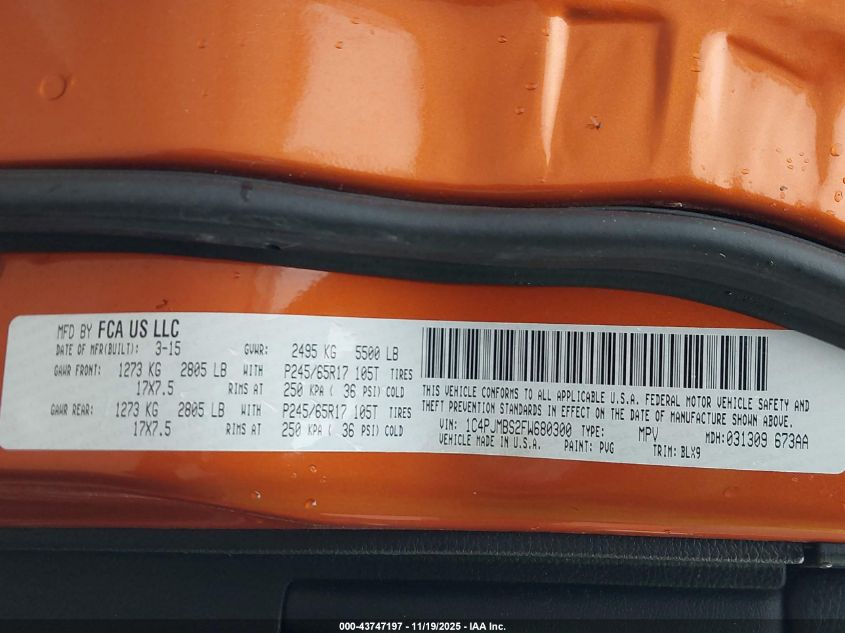 MFD BY FCA US LLC
DATE OF MFR(BUILT): 3-15 GVWR: 2495 KG 5500 LB
GAWR FRONT: 1273 KG 2805 LB WITH P245/65R17 105T TIRES
17X7.5 RIMS AT 250 KPA ( 36 PSI) COLD
GAWR REAR: 1273 KG 2805 LB WITH P245/65R17 105T TIRES
17X7.5 RIMS AT 250 KPA ( 36 PSI) COLD
THIS VEHICLE CONFORMS TO ALL APPLICABLE U.S.A. FEDERAL MOTOR VEHICLE SAFETY AND
THEFT PREVENTION STANDARDS IN EFFECT ON THE DATE OF MANUFACTURE SHOWN ABOVE.
VIN: 1C4PJMBS2FW680300 TYPE: MPV MDH: 031309 673AA
VEHICLE MADE IN U.S.A. PAINT: PVG TRIM: BLX9
000-43747197 - 11/19/2025 - IAA Inc.